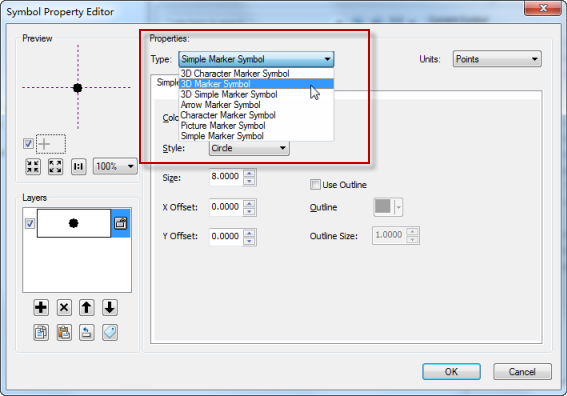 Symbol Property Editor
Preview
Properties:
Type: Simple Marker Symbol
Units: Points
3D Character Marker Symbol
3D Marker Symbol
3D Simple Marker Symbol
Arrow Marker Symbol
Character Marker Symbol
Picture Marker Symbol
Simple Marker Symbol
Style: Circle
1:1
100%
Size: 8.0000
Use Outline
Layers
X Offset: 0.0000
Outline
Y Offset: 0.0000
Outline Size: 1.0000
OK
Cancel